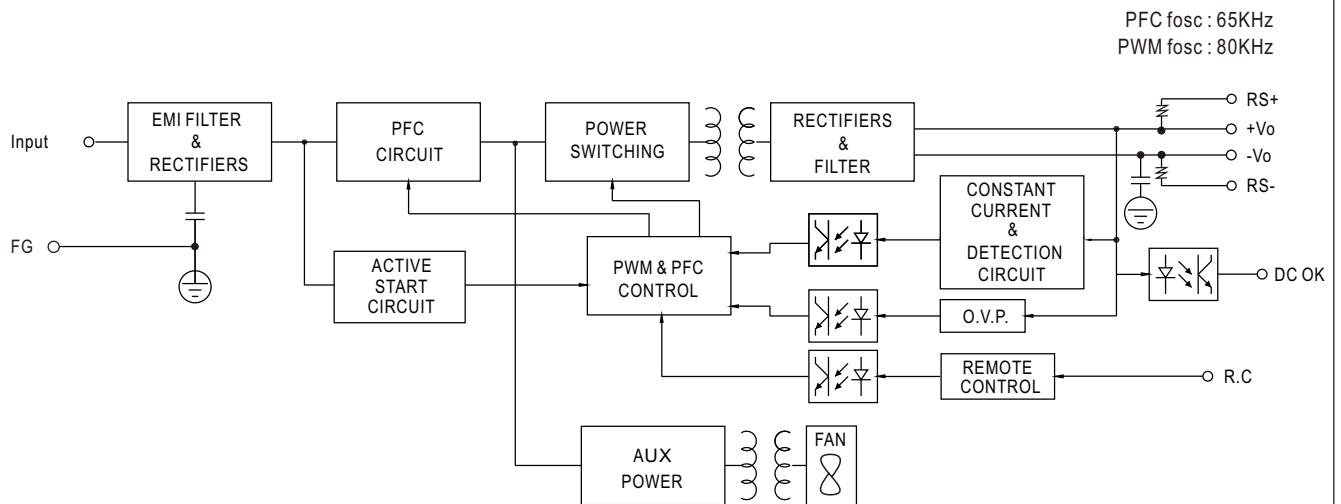 PFC fosc : 65KHz
PWM fosc : 80KHz
EMI FILTER
&
RECTIFIERS
PFC
CIRCUIT
POWER
SWITCHING
RECTIFIERS
&
FILTER
RS+
+Vo
-Vo
RS-
Input
FG
ACTIVE
START
CIRCUIT
PWM & PFC
CONTROL
CONSTANT
CURRENT
&
DETECTION
CIRCUIT
DC OK
O.V.P.
REMOTE
CONTROL
R.C
AUX
POWER
FAN